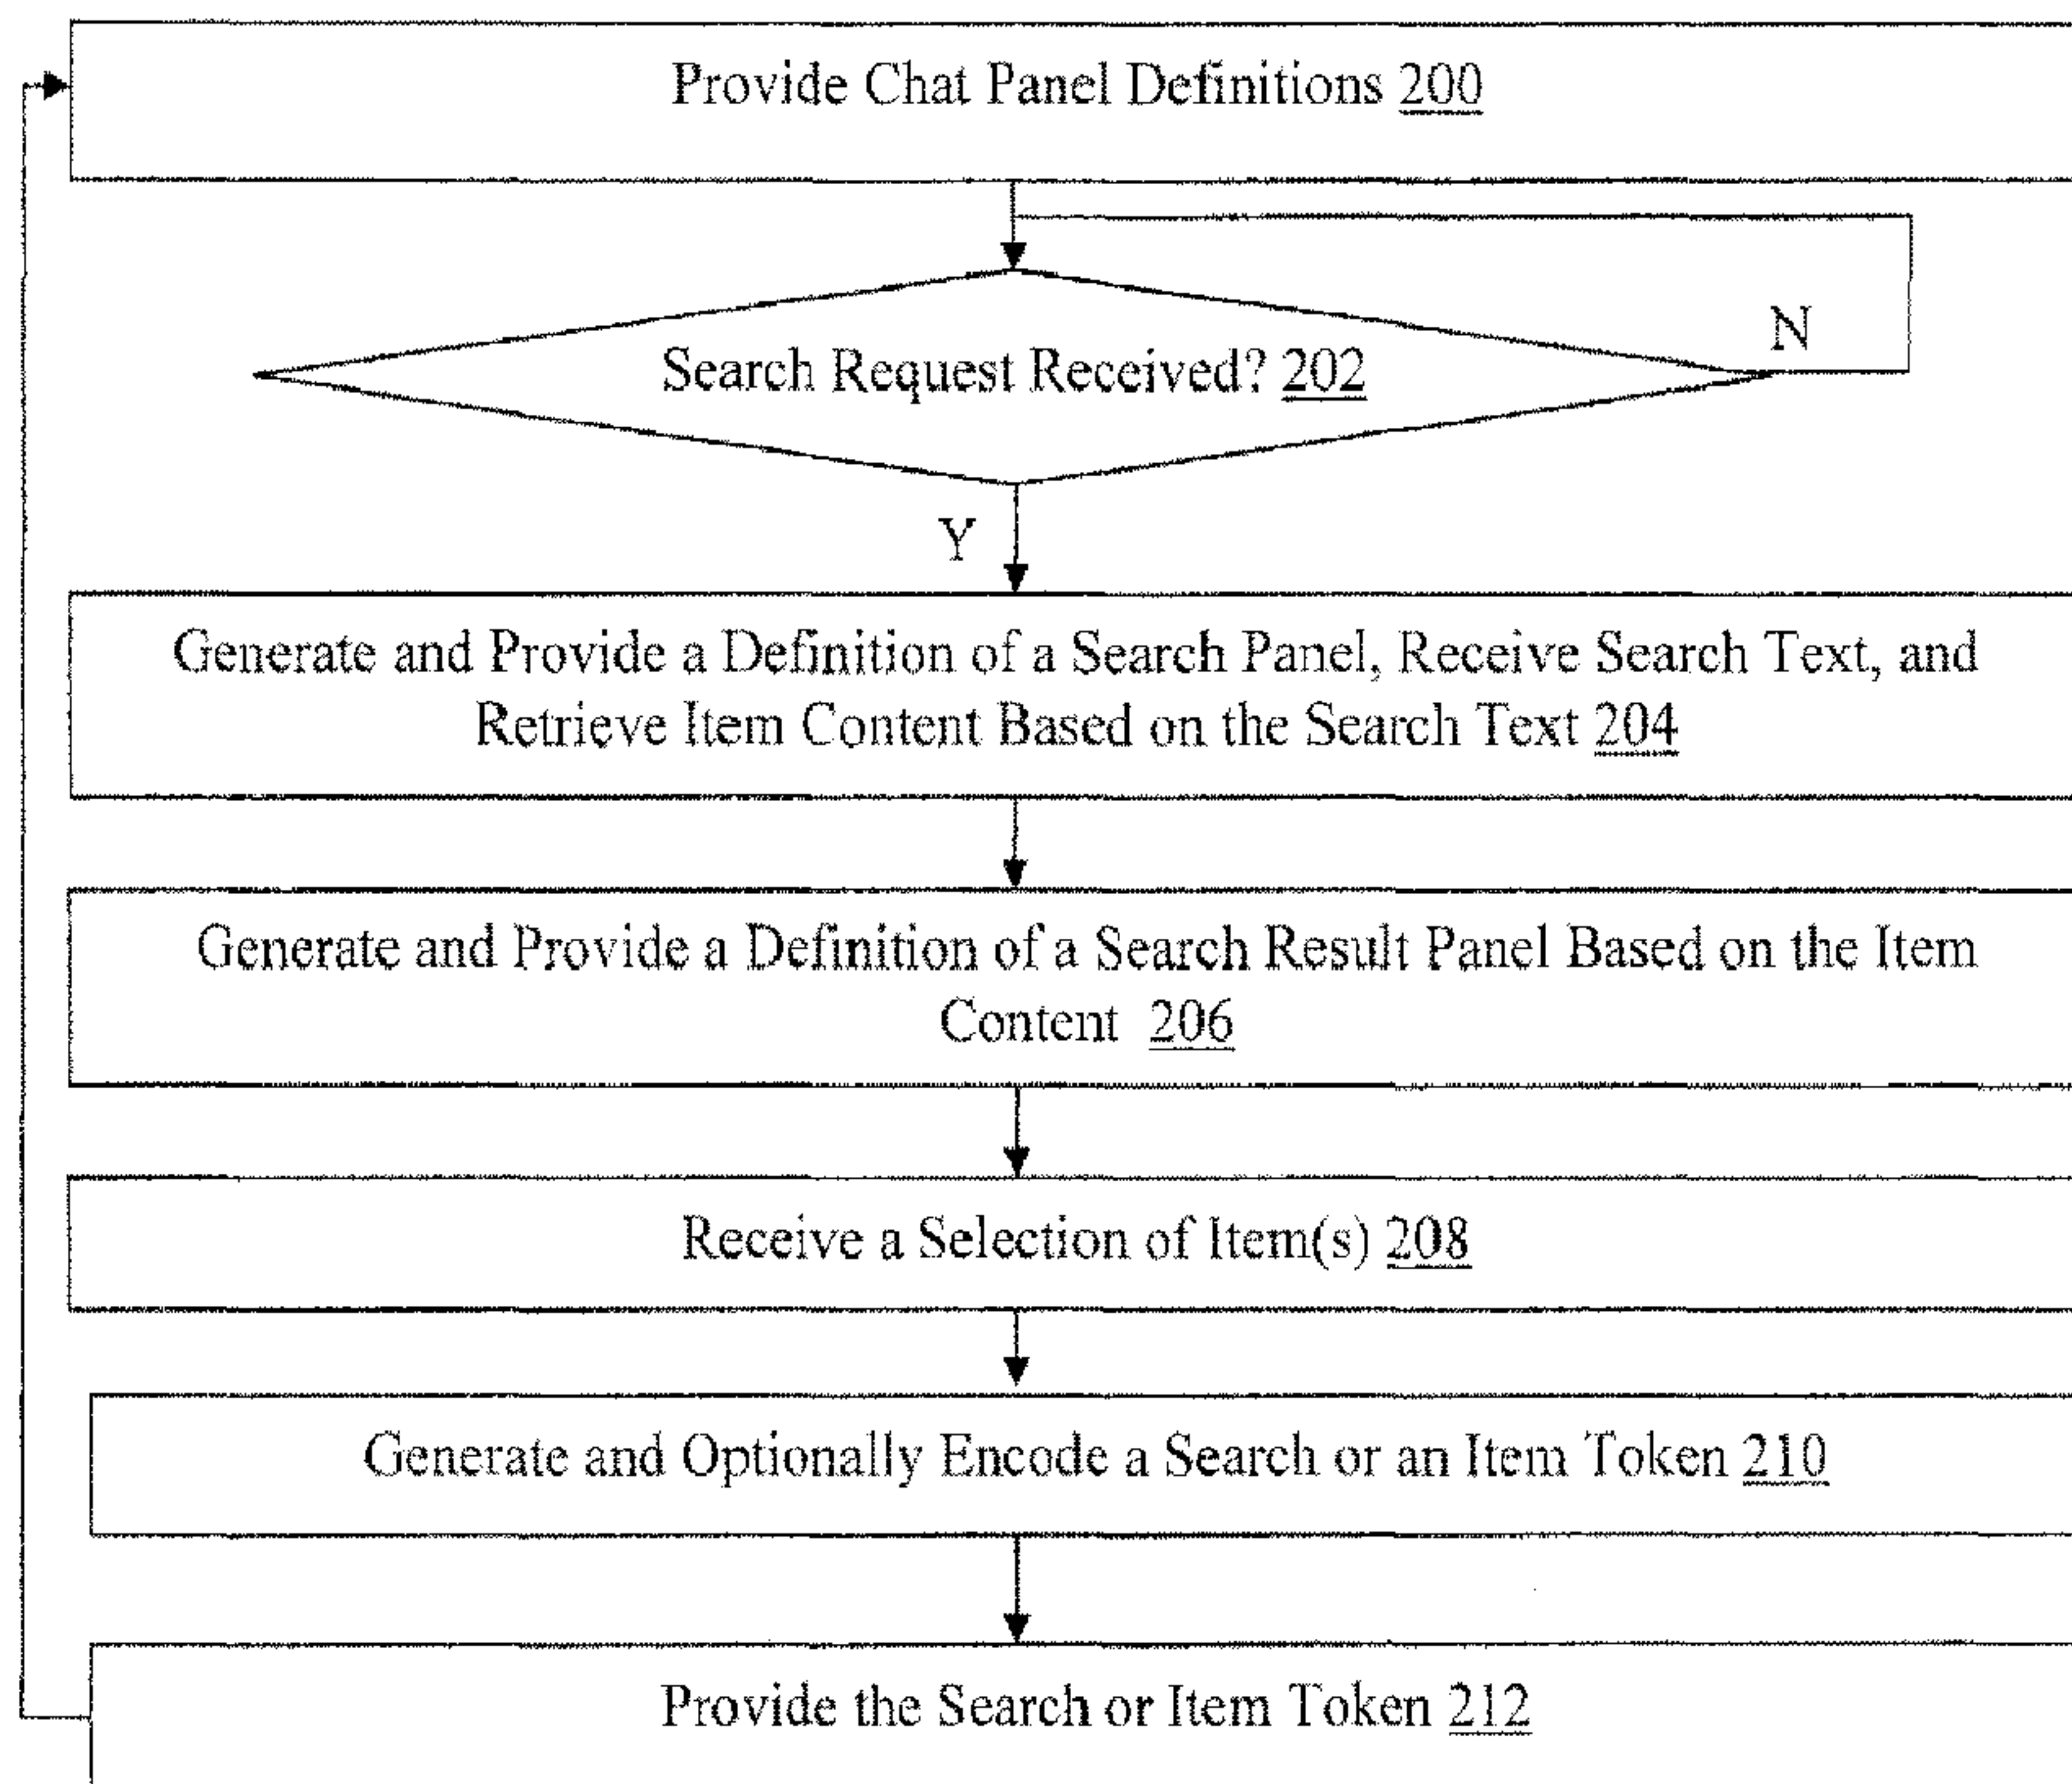 Provide Chat Panel Definitions 200
N
Search Request Received? 202
Y
Generate and Provide a Definition of a Search Panel, Receive Search Text, and
Retrieve Item Content Based on the Search Text 204
Generate and Provide a Definition of a Search Result Panel Based on the Item
Content 206
Receive a Selection of Item(s) 208
Generate and Optionally Encode a Search or an Item Token 210
Provide the Search or Item Token 212